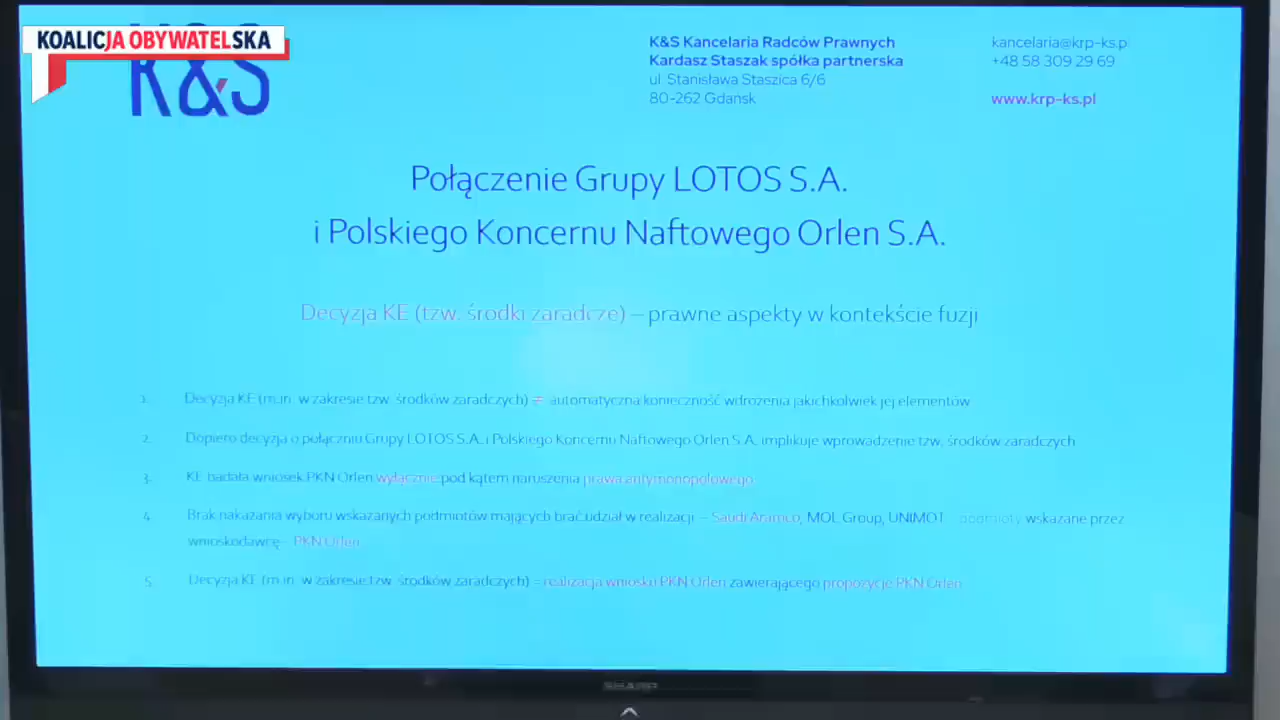 KOALICJA OBYWATELSKA
K&S
K&S Kancelaria Radców Prawnych
Kardasz Staszak spółka partnerska
ul. Stanisława Staszica 6/6
80-262 Gdańsk
kancelaria@krp-ks.pl
+48 58 309 29 69
www.krp-ks.pl
Połączenie Grupy LOTOS S.A.
i Polskiego Koncernu Naftowego Orlen S.A.
Decyzja KE (tzw. środki zaradcze) – prawne aspekty w kontekście fuzji
1. Decyzja KE (m.in. w zakresie tzw. środków zaradczych) ≠ automatyczna konieczność wdrożenia jakichkolwiek jej elementów
2. Dopiero decyzja o połączniu Grupy LOTOS S.A. i Polskiego Koncernu Naftowego Orlen S.A. implikuje wprowadzenie tzw. środków zaradczych
3. KE badała wniosek PKN Orlen wyłącznie pod kątem naruszenia prawa antymonopolowego
4. Brak nakazania wyboru wskazanych podmiotów mających brać udział w realizacji – Saudi Aramco, MOL Group, UNIMOT – podmioty wskazane przez
wnioskodawcę – PKN Orlen
5. Decyzja KE (m.in. w zakresie tzw. środków zaradczych) = realizacja wniosku PKN Orlen zawierającego propozycje PKN Orlen
SHARP